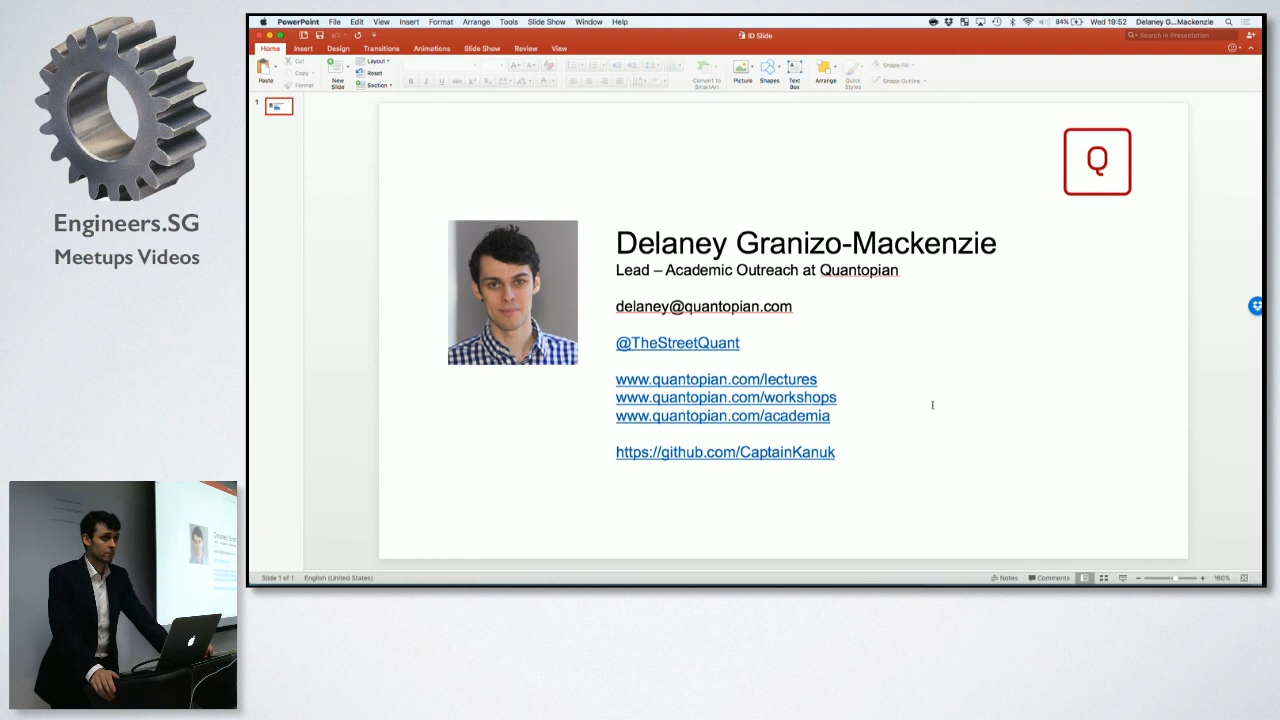 PowerPoint File Edit View Insert Format Arrange Tools Slide Show Window Help
84% Wed 19:52 Delaney G...Mackenzie
ID Slide
Search in Presentation
Home Insert Design Transitions Animations Slide Show Review View
Paste
Cut
Copy
Format
New Slide
Layout
Reset
Section
Convert to SmartArt
Picture
Shapes
Text Box
Arrange
Quick Styles
Shape Fill
Shape Outline
1
Engineers.SG
Meetups Videos
Q
Delaney Granizo-Mackenzie
Lead – Academic Outreach at Quantopian
delaney@quantopian.com
@TheStreetQuant
www.quantopian.com/lectures
www.quantopian.com/workshops
www.quantopian.com/academia
https://github.com/CaptainKanuk
Slide 1 of 1 English (United States)
Notes Comments 160%